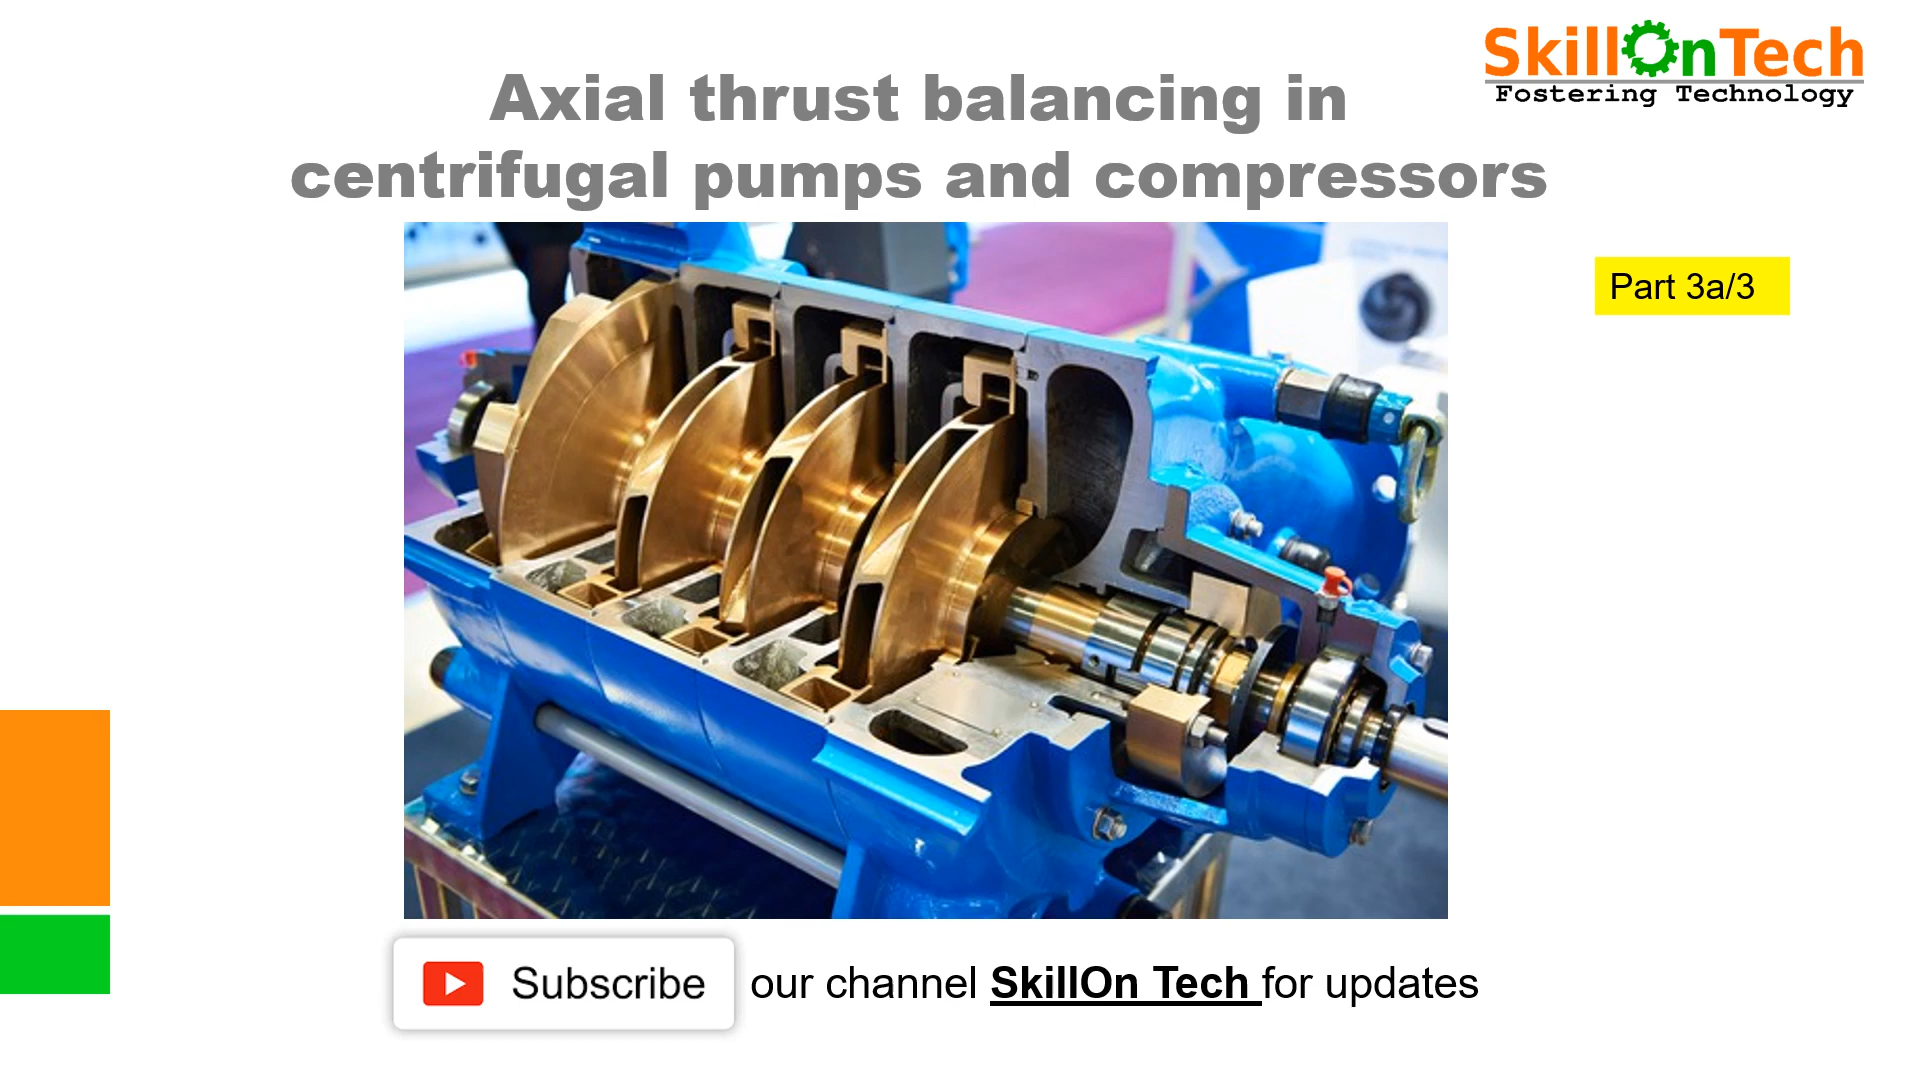 SkillOnTech
Fostering Technology
Axial thrust balancing in
centrifugal pumps and compressors
Part 3a/3
Subscribe our channel SkillOn Tech for updates